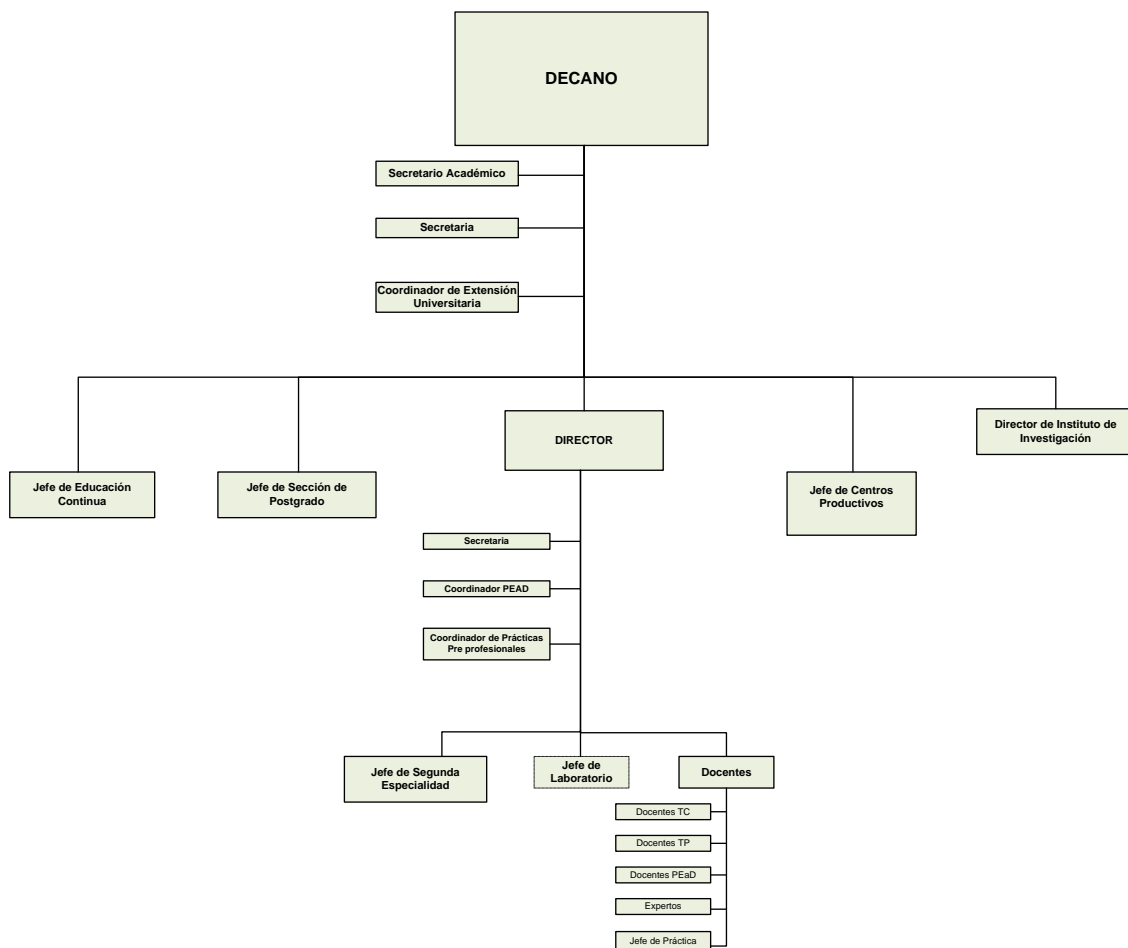 DECANO
Secretario Académico
Secretaria
Coordinador de Extensión
Universitaria
DIRECTOR
Director de Instituto de
Investigación
Jefe de Educación
Continua
Jefe de Sección de
Postgrado
Jefe de Centros
Productivos
Secretaria
Coordinador PEAD
Coordinador de Prácticas
Pre profesionales
Jefe de Segunda
Especialidad
Jefe de
Laboratorio
Docentes
Docentes TC
Docentes TP
Docentes PEaD
Expertos
Jefe de Práctica